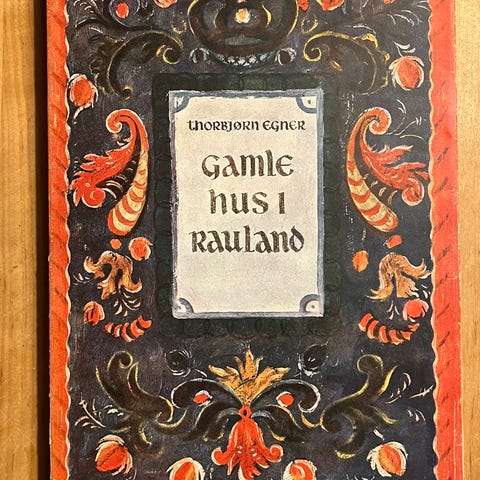 thorbjørn egner
gamle
hus i
rauland